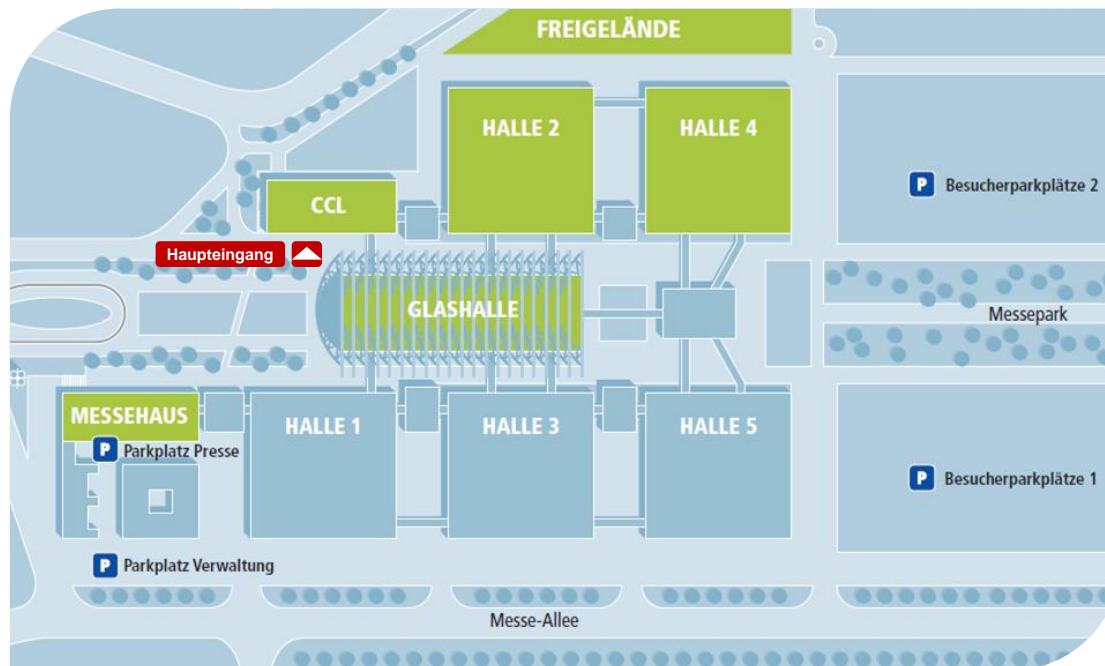 FREIGELÄNDE
HALLE 2
HALLE 4
P Besucherparkplätze 2
CCL
Haupteingang
GLASHALLE
Messepark
MESSEHAUS
HALLE 1
HALLE 3
HALLE 5
P Parkplatz Presse
P Besucherparkplätze 1
P Parkplatz Verwaltung
Messe-Allee